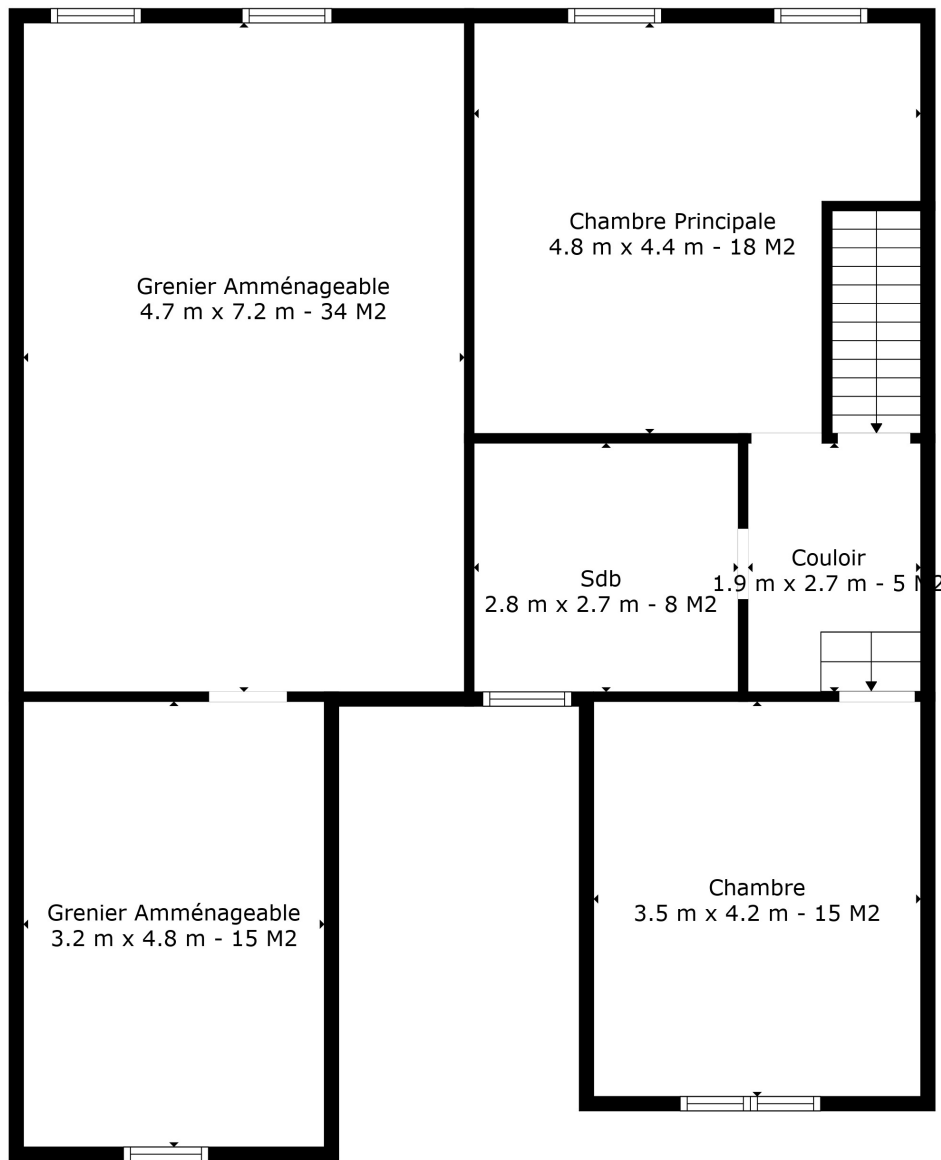 Chambre Principale
4.8 m x 4.4 m - 18 M2
Grenier Amménageable
4.7 m x 7.2 m - 34 M2
Couloir
1.9 m x 2.7 m - 5 M2
Sdb
2.8 m x 2.7 m - 8 M2
Chambre
3.5 m x 4.2 m - 15 M2
Grenier Amménageable
3.2 m x 4.8 m - 15 M2